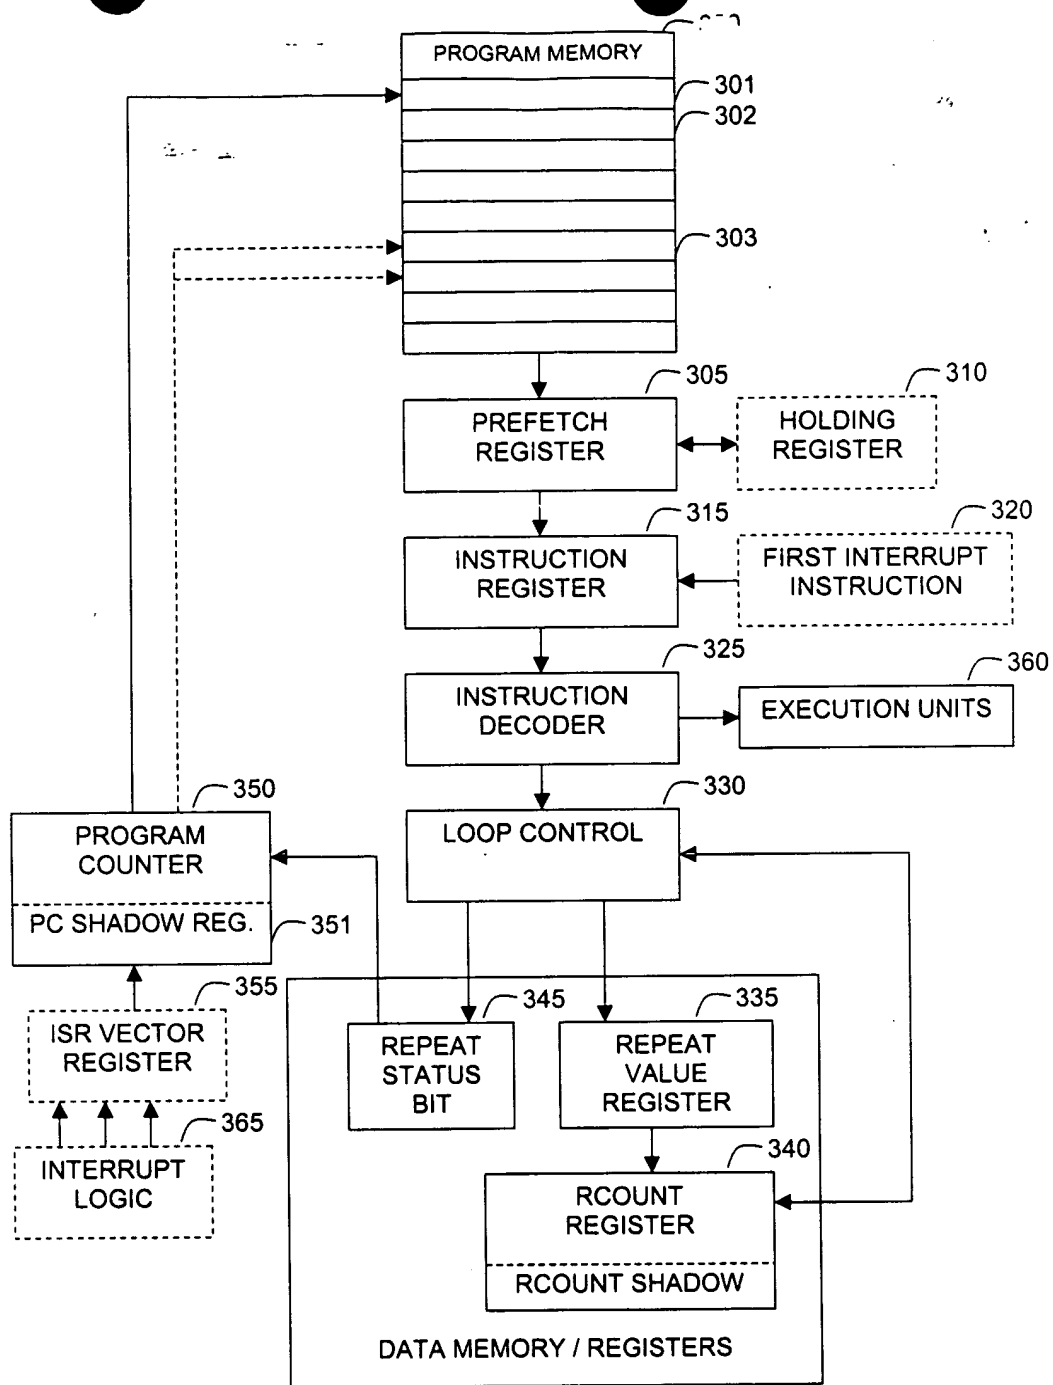 PROGRAM MEMORY
301
302
303
305
310
PREFETCH
REGISTER
HOLDING
REGISTER
315
320
INSTRUCTION
REGISTER
FIRST INTERRUPT
INSTRUCTION
325
360
INSTRUCTION
DECODER
EXECUTION UNITS
350
330
PROGRAM
COUNTER
LOOP CONTROL
PC SHADOW REG.
351
355
345
335
ISR VECTOR
REGISTER
REPEAT
STATUS
BIT
REPEAT
VALUE
REGISTER
365
340
INTERRUPT
LOGIC
RCOUNT
REGISTER
RCOUNT SHADOW
DATA MEMORY / REGISTERS